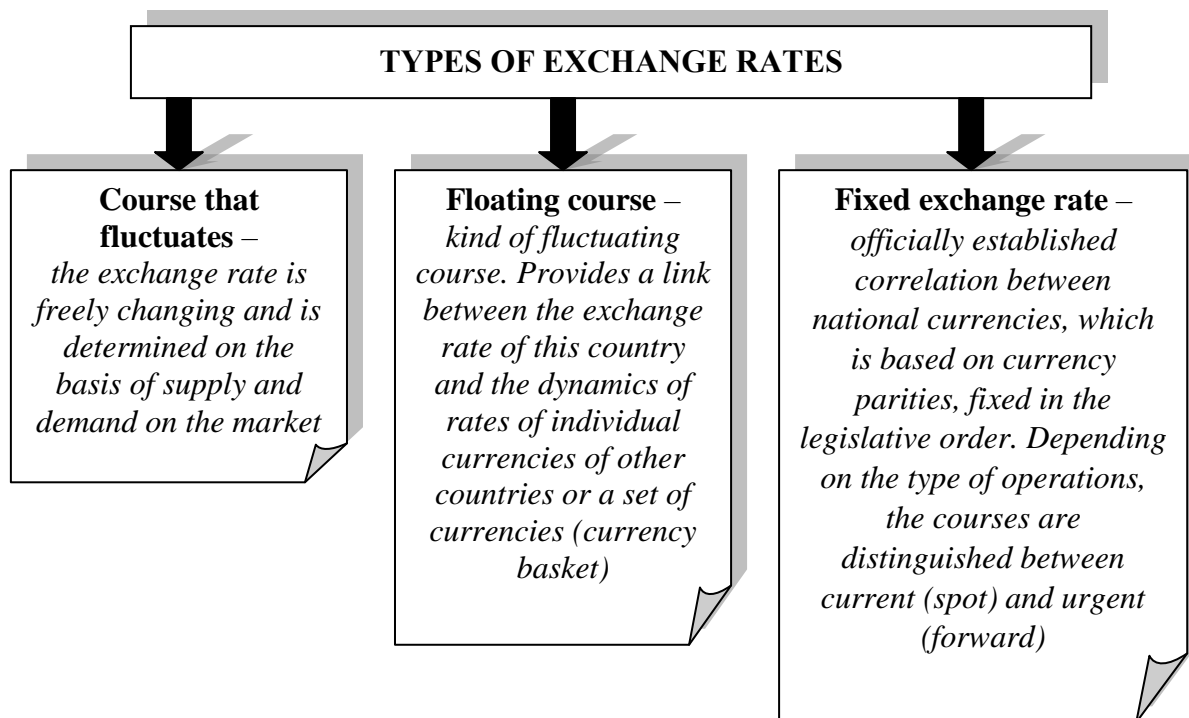 TYPES OF EXCHANGE RATES
Course that
fluctuates –
the exchange rate is
freely changing and is
determined on the
basis of supply and
demand on the market
Floating course –
kind of fluctuating
course. Provides a link
between the exchange
rate of this country
and the dynamics of
rates of individual
currencies of other
countries or a set of
currencies (currency
basket)
Fixed exchange rate –
officially established
correlation between
national currencies, which
is based on currency
parities, fixed in the
legislative order. Depending
on the type of operations,
the courses are
distinguished between
current (spot) and urgent
(forward)